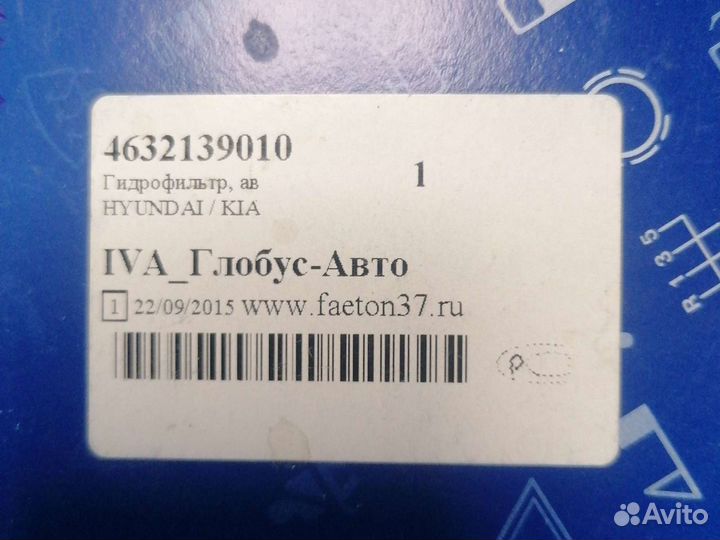 4632139010
Гидрофильтр, ав
1
HYUNDAI / KIA
IVA_Глобус-Авто
1 22/09/2015 www.faeton37.ru
R 1 3 5
Avito